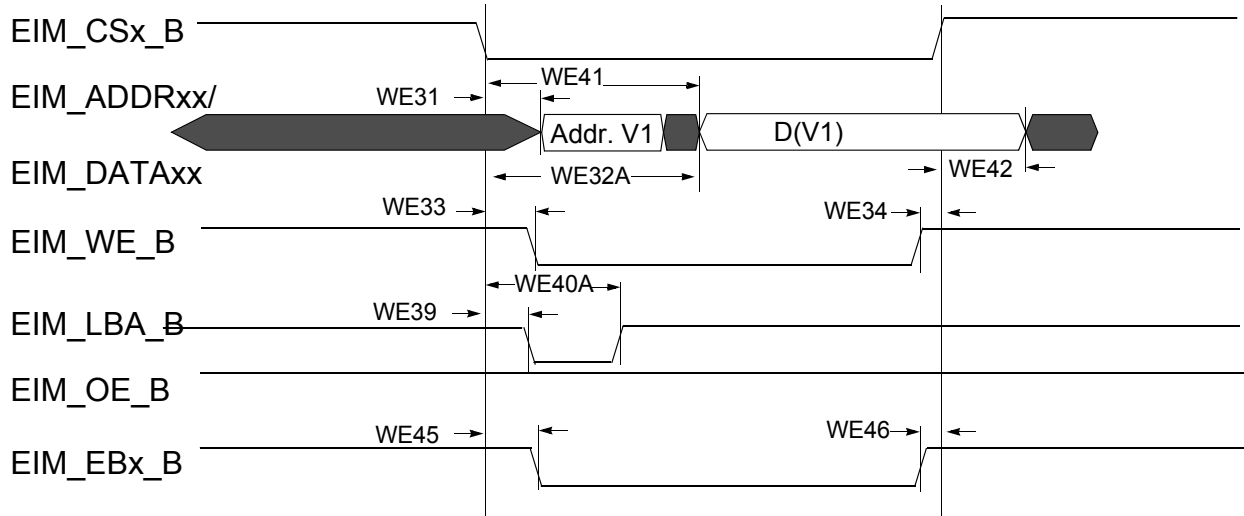 EIM_CSx_B
WE41
EIM_ADDRxx/
WE31
Addr. V1
D(V1)
EIM_DATAxx
WE32A
WE42
WE33
WE34
EIM_WE_B
WE40A
WE39
EIM_LBA_B
EIM_OE_B
WE45
WE46
EIM_EBx_B